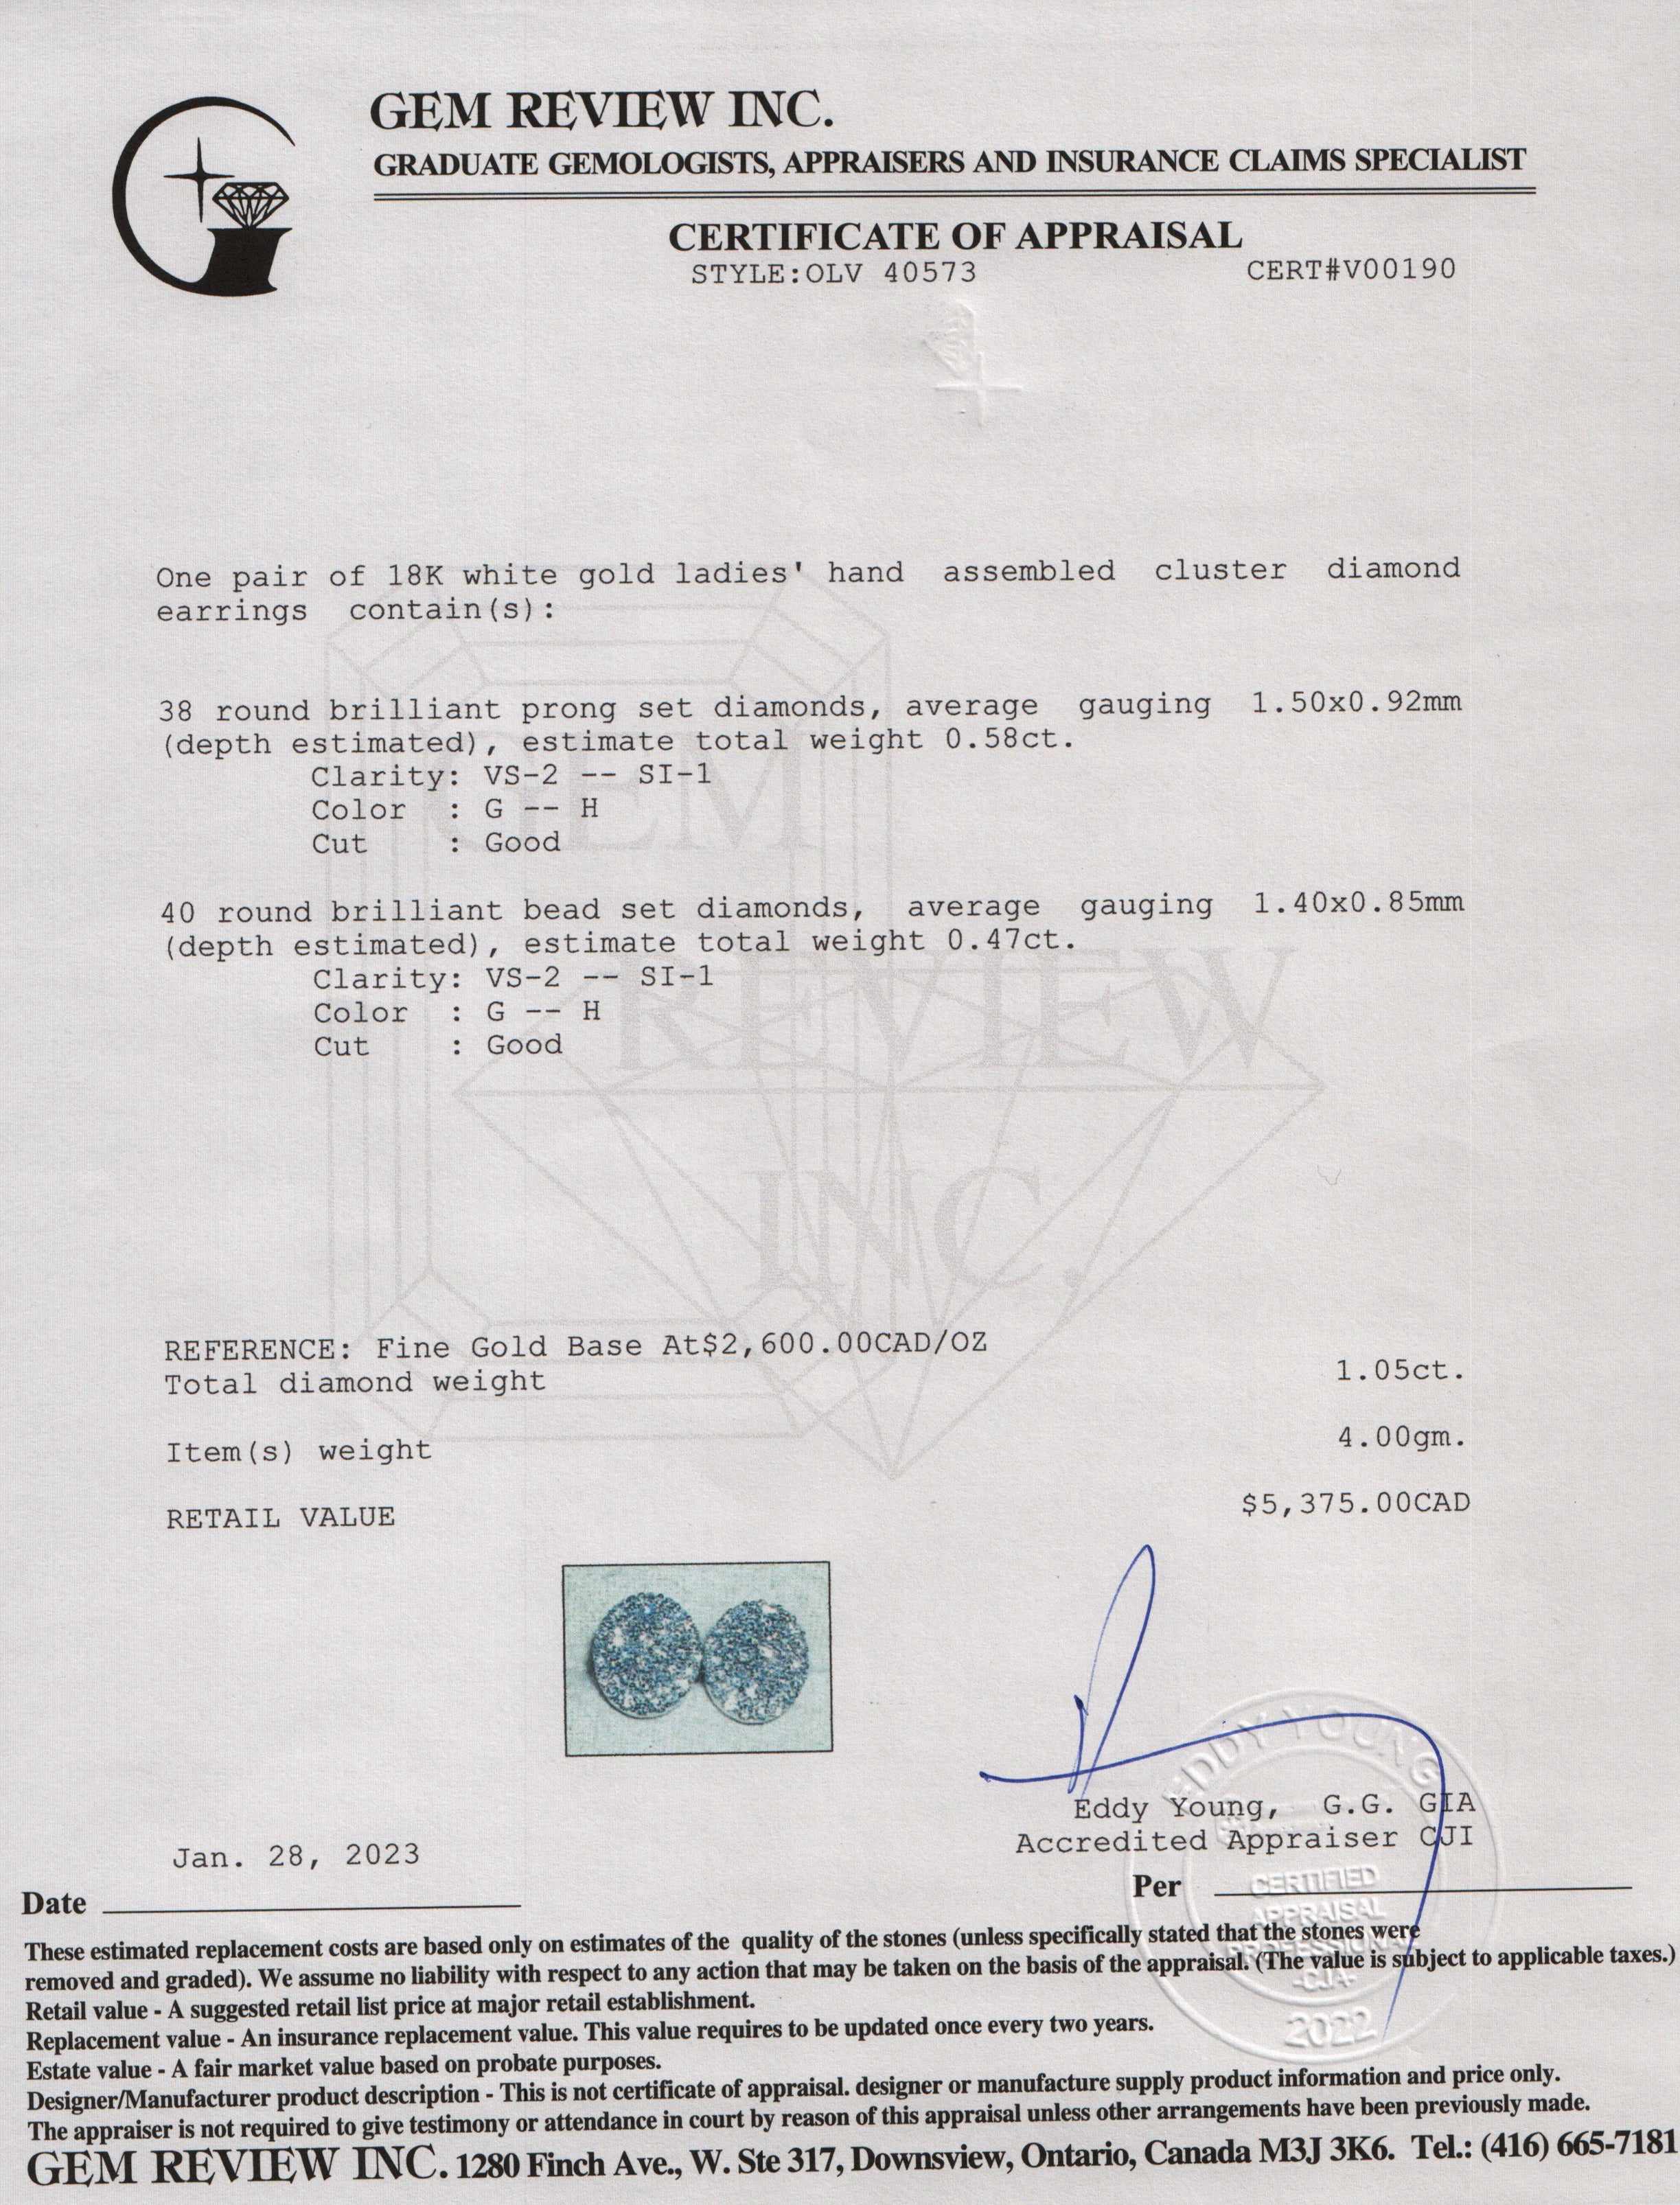 GEM REVIEW INC.
GRADUATE GEMOLOGISTS, APPRAISERS AND INSURANCE CLAIMS SPECIALIST
CERTIFICATE OF APPRAISAL
STYLE:OLV 40573 CERT#V00190
One pair of 18K white gold ladies' hand assembled cluster diamond
earrings contain(s):
38 round brilliant prong set diamonds, average gauging 1.50x0.92mm
(depth estimated), estimate total weight 0.58ct.
Clarity: VS-2 -- SI-1
Color : G -- H
Cut : Good
40 round brilliant bead set diamonds, average gauging 1.40x0.85mm
(depth estimated), estimate total weight 0.47ct.
Clarity: VS-2 -- SI-1
Color : G -- H
Cut : Good
GEM
REVIEW
INC.
REFERENCE: Fine Gold Base At$2,600.00CAD/OZ
Total diamond weight 1.05ct.
Item(s) weight 4.00gm.
RETAIL VALUE $5,375.00CAD
EDDY YOUNG
Eddy Young, G.G. GIA
Accredited Appraiser CJI
Jan. 28, 2023
Date
Per
CERTIFIED
APPRAISAL
PROFESSIONAL
-CJA-
2022
These estimated replacement costs are based only on estimates of the quality of the stones (unless specifically stated that the stones were
removed and graded). We assume no liability with respect to any action that may be taken on the basis of the appraisal. (The value is subject to applicable taxes.)
Retail value - A suggested retail list price at major retail establishment.
Replacement value - An insurance replacement value. This value requires to be updated once every two years.
Estate value - A fair market value based on probate purposes.
Designer/Manufacturer product description - This is not certificate of appraisal. designer or manufacture supply product information and price only.
The appraiser is not required to give testimony or attendance in court by reason of this appraisal unless other arrangements have been previously made.
GEM REVIEW INC. 1280 Finch Ave., W. Ste 317, Downsview, Ontario, Canada M3J 3K6. Tel.: (416) 665-7181